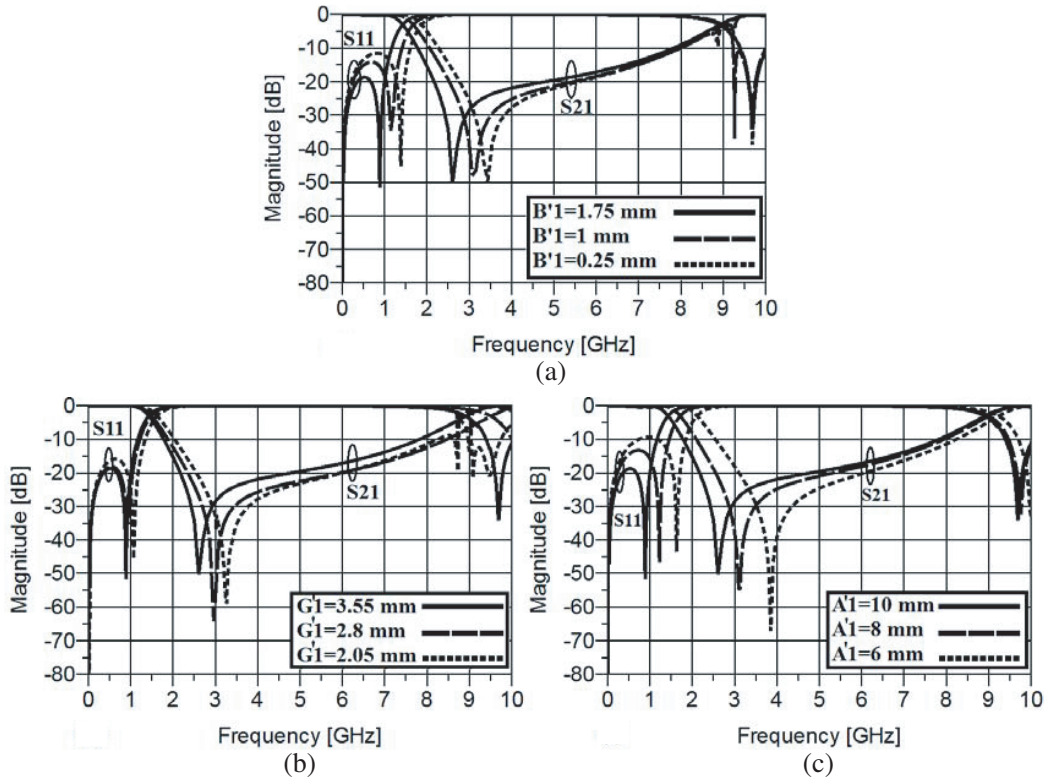 0
-10
-20
-30
-40
-50
-60
-70
-80
Magnitude [dB]
S11
S21
B'1=1.75 mm
B'1=1 mm
B'1=0.25 mm
0 1 2 3 4 5 6 7 8 9 10
Frequency [GHz]
(a)
0
-10
-20
-30
-40
-50
-60
-70
-80
Magnitude [dB]
S11
S21
G'1=3.55 mm
G'1=2.8 mm
G'1=2.05 mm
0 1 2 3 4 5 6 7 8 9 10
Frequency [GHz]
(b)
0
-10
-20
-30
-40
-50
-60
-70
-80
Magnitude [dB]
S11
S21
A'1=10 mm
A'1=8 mm
A'1=6 mm
0 1 2 3 4 5 6 7 8 9 10
Frequency [GHz]
(c)